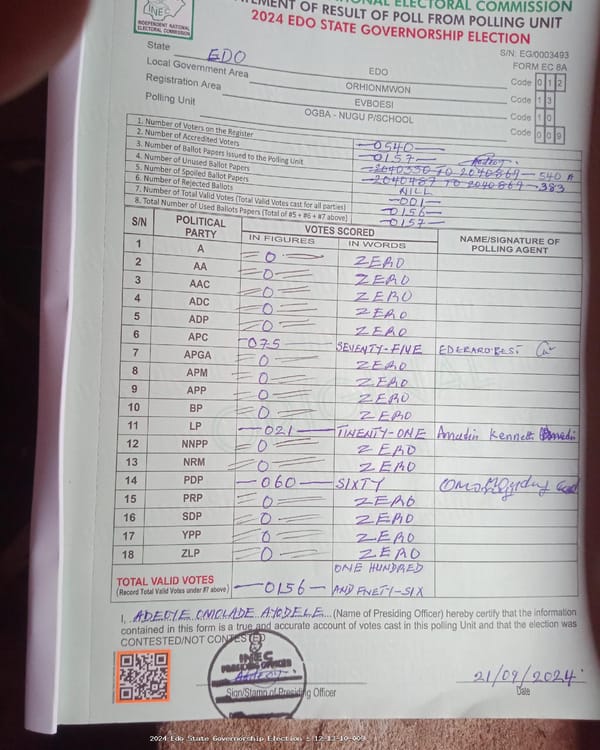 INEC
INDEPENDENT NATIONAL
ELECTORAL COMMISSION
NAL ELECTORAL COMMISSION
EMENT OF RESULT OF POLL FROM POLLING UNIT
2024 EDO STATE GOVERNORSHIP ELECTION
S/N: EG/0003493
FORM EC 8A
State EDO
Local Government Area EDO Code 0 1 2
Registration Area ORHIONMWON Code 1 3
EVBOESI Code 1 0
Polling Unit OGBA - NUGU P/SCHOOL Code 0 0 9
1. Number of Voters on the Register -0540-
2. Number of Accredited Voters -0157-
3. Number of Ballot Papers Issued to the Polling Unit 2040330 TO 2040869 - 540
4. Number of Unused Ballot Papers 2040487 TO 2040869 - 383
5. Number of Spoiled Ballot Papers NILL
6. Number of Rejected Ballots -001-
7. Number of Total Valid Votes (Total Valid Votes cast for all parties) -0156-
8. Total Number of Used Ballots Papers (Total of #5 + #6 + #7 above) -0157-
S/N POLITICAL PARTY VOTES SCORED NAME/SIGNATURE OF POLLING AGENT
IN FIGURES IN WORDS
1 A 0 ZERO
2 AA 0 ZERO
3 AAC 0 ZERO
4 ADC 0 ZERO
5 ADP 0 ZERO
6 APC -075- SEVENTY-FIVE EDERAROBEST
7 APGA 0 ZERO
8 APM 0 ZERO
9 APP 0 ZERO
10 BP 0 ZERO
11 LP -021- TWENTY-ONE Amadin Kennett
12 NNPP 0 ZERO
13 NRM 0 ZERO
14 PDP -060- SIXTY
15 PRP 0 ZERO
16 SDP 0 ZERO
17 YPP 0 ZERO
18 ZLP 0 ZERO
TOTAL VALID VOTES
(Record Total Valid Votes under #7 above) -0156- ONE HUNDRED
AND FIFETY-SIX
I, ADEOYE OMOLADE AYODELE (Name of Presiding Officer) hereby certify that the information
contained in this form is a true and accurate account of votes cast in this polling Unit and that the election was
CONTESTED/NOT CONTESTED
INEC
PRESIDING OFFICER
Sign/Stamp of Presiding Officer
21/09/2024
Date
2024 Edo State Governorship Election - 12-13-10-009